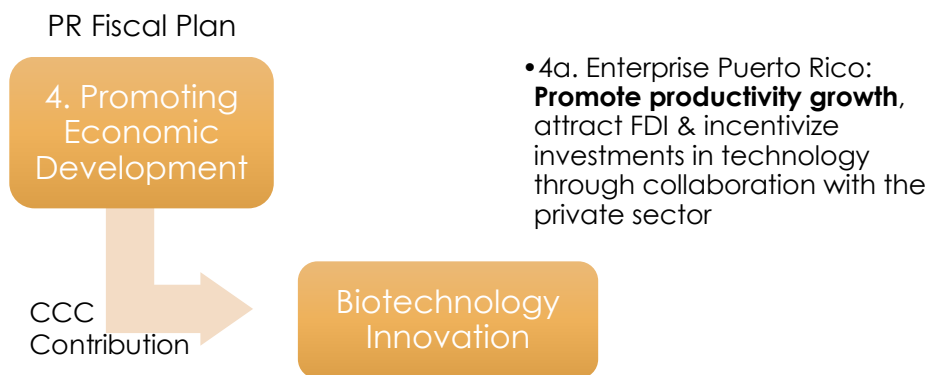 PR Fiscal Plan
4. Promoting
Economic
Development
•4a. Enterprise Puerto Rico:
Promote productivity growth,
attract FDI & incentivize
investments in technology
through collaboration with the
private sector
CCC
Contribution
Biotechnology
Innovation